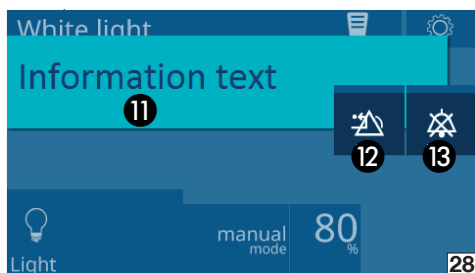 White light
Information text
11
12
13
Light
manual
mode
80
%
28